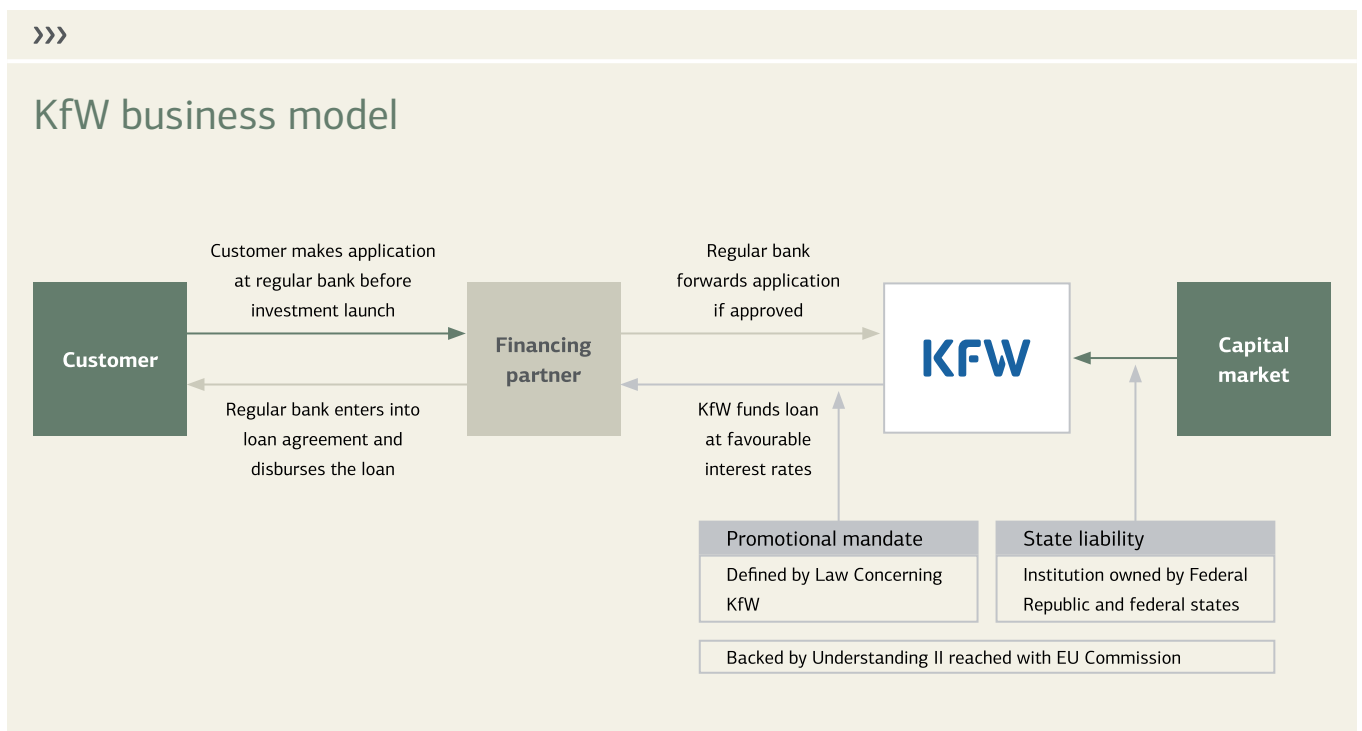 KfW business model
Customer makes application
at regular bank before
investment launch
Regular bank
forwards application
if approved
Customer
Financing
partner
KFW
Capital
market
Regular bank enters into
loan agreement and
disburses the loan
KfW funds loan
at favourable
interest rates
Promotional mandate
Defined by Law Concerning
KfW
State liability
Institution owned by Federal
Republic and federal states
Backed by Understanding II reached with EU Commission